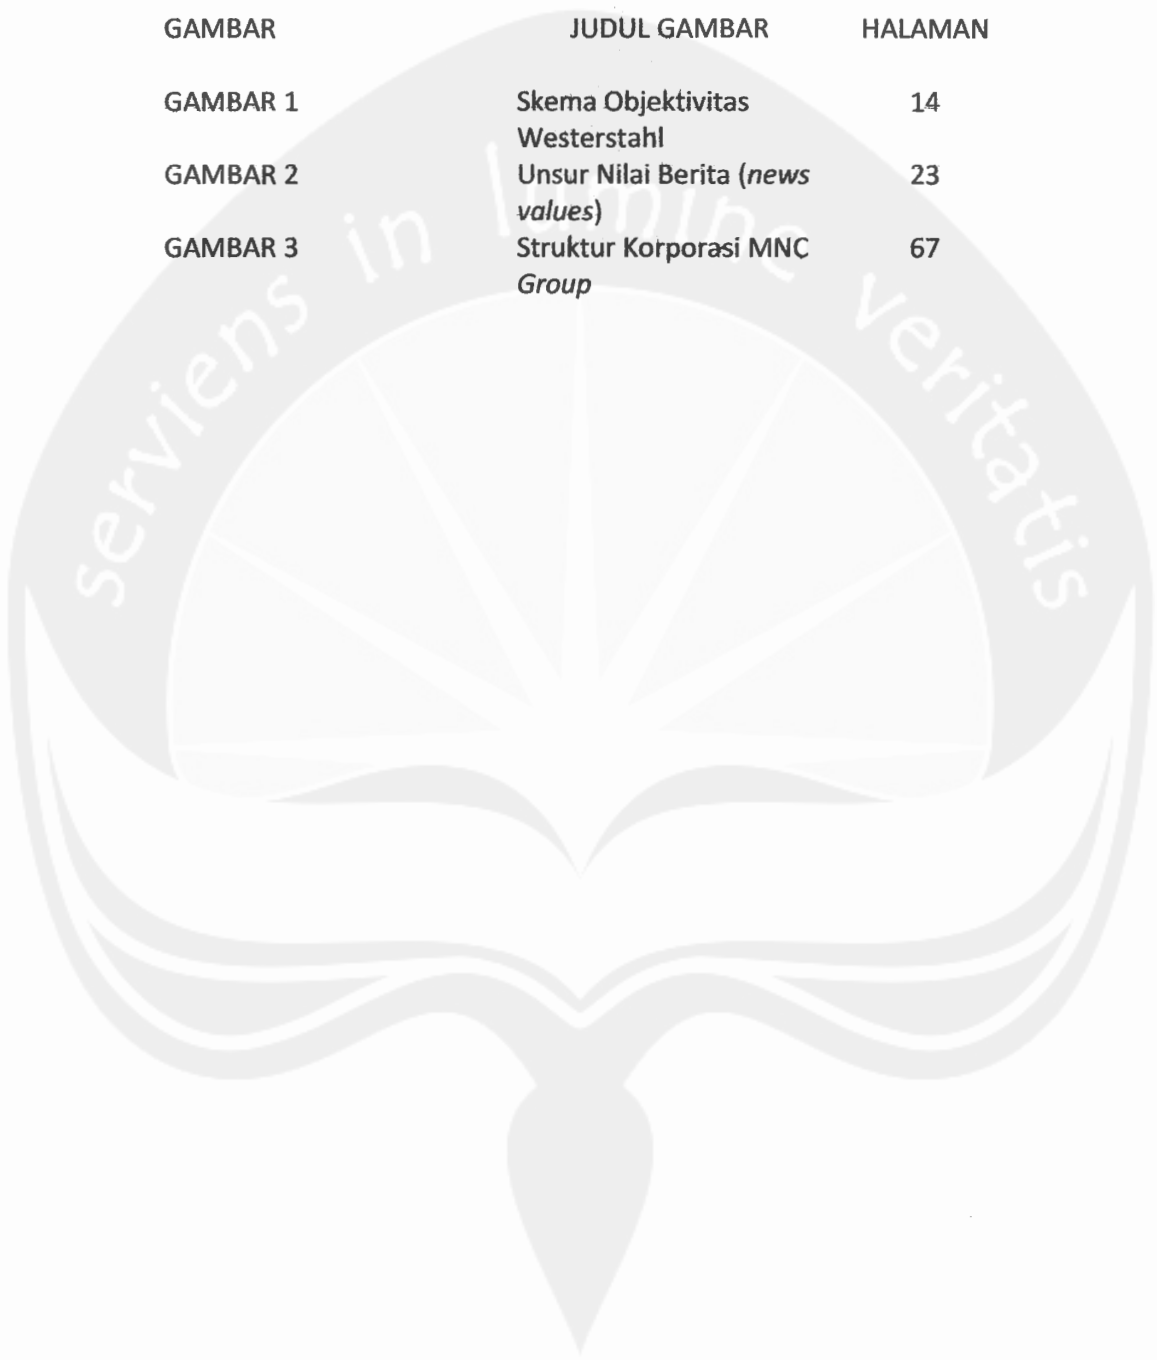 GAMBAR JUDUL GAMBAR HALAMAN
GAMBAR 1 Skema Objektivitas 14
Westerstahl
GAMBAR 2 Unsur Nilai Berita (news 23
values)
GAMBAR 3 Struktur Korporasi MNC 67
Group
serviens in lumine veritatis